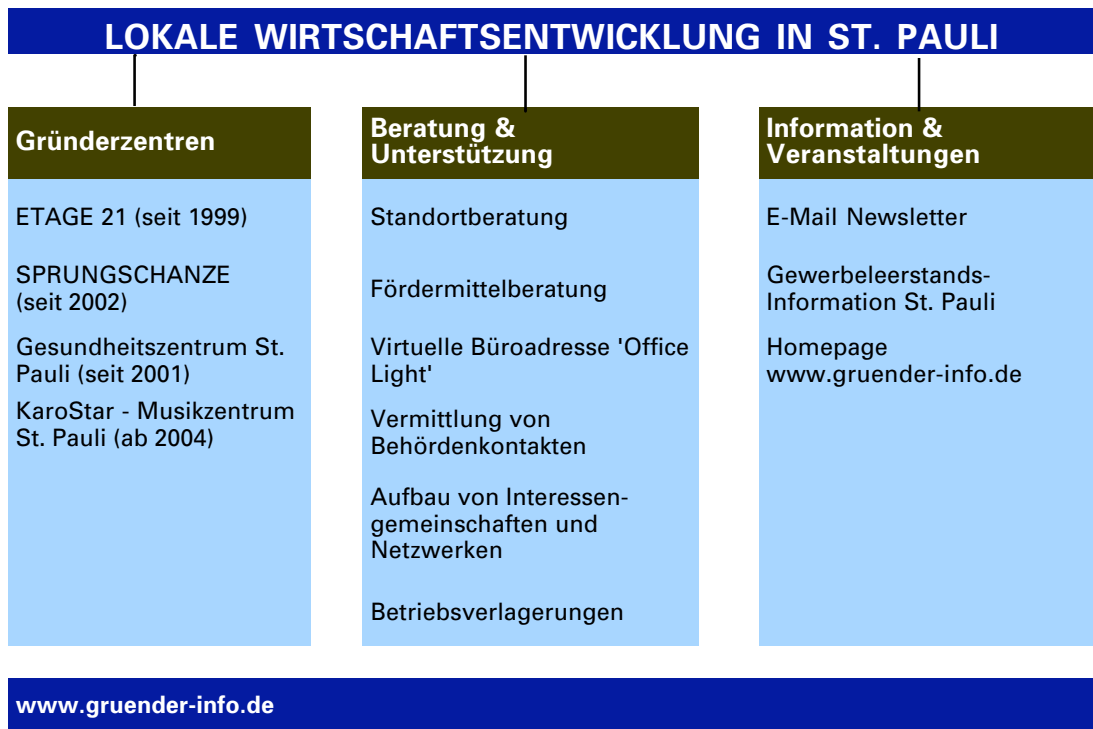 LOKALE WIRTSCHAFTSENTWICKLUNG IN ST. PAULI
Gründerzentren
ETAGE 21 (seit 1999)
SPRUNGSCHANZE
(seit 2002)
Gesundheitszentrum St.
Pauli (seit 2001)
KaroStar - Musikzentrum
St. Pauli (ab 2004)
Beratung &
Unterstützung
Standortberatung
Fördermittelberatung
Virtuelle Büroadresse 'Office
Light'
Vermittlung von
Behördenkontakten
Aufbau von Interessen-
gemeinschaften und
Netzwerken
Betriebsverlagerungen
Information &
Veranstaltungen
E-Mail Newsletter
Gewerbeleerstands-
Information St. Pauli
Homepage
www.gruender-info.de
www.gruender-info.de